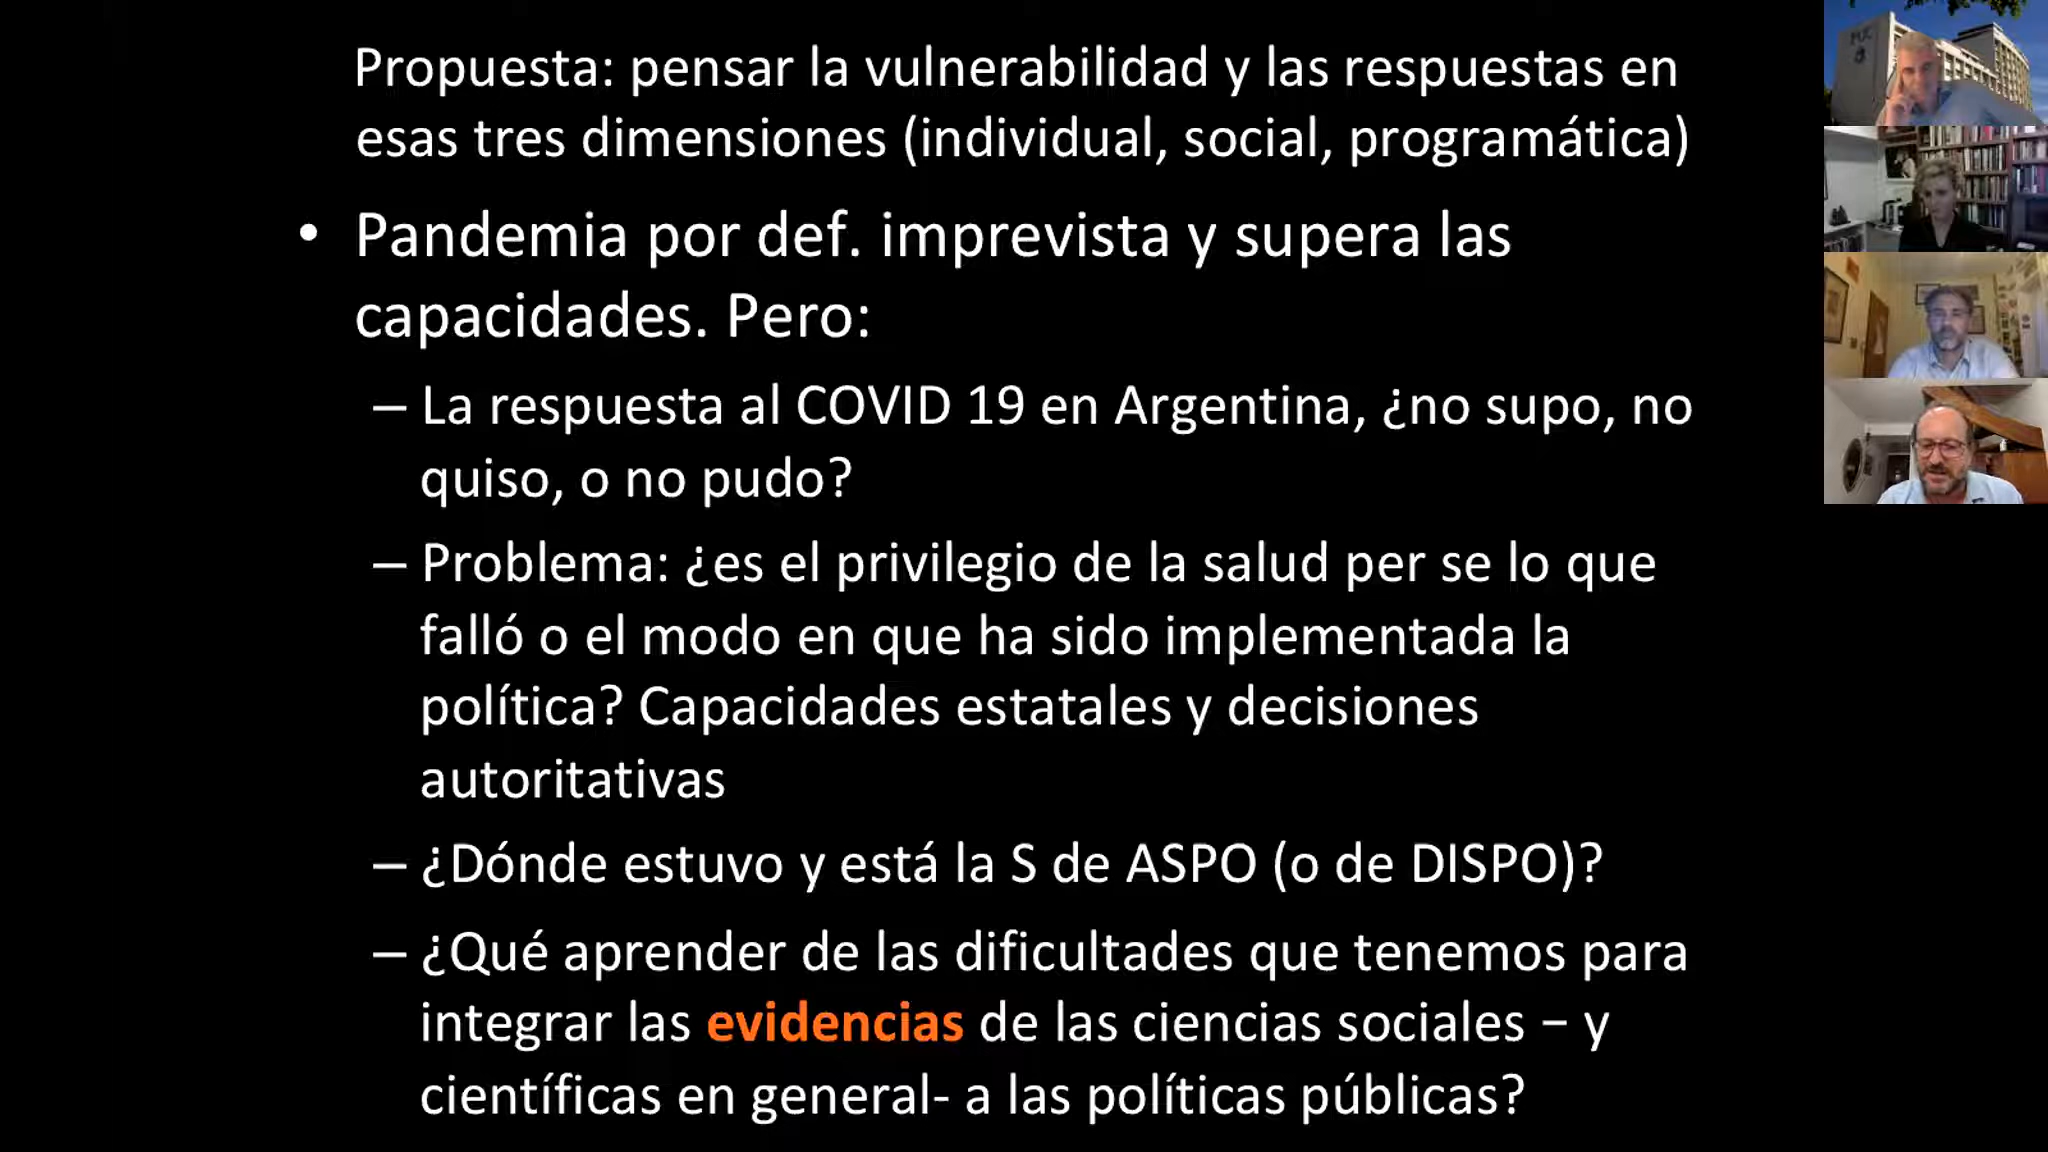 Propuesta: pensar la vulnerabilidad y las respuestas en
esas tres dimensiones (individual, social, programática)
• Pandemia por def. imprevista y supera las
capacidades. Pero:
– La respuesta al COVID 19 en Argentina, ¿no supo, no
quiso, o no pudo?
– Problema: ¿es el privilegio de la salud per se lo que
falló o el modo en que ha sido implementada la
política? Capacidades estatales y decisiones
autoritativas
– ¿Dónde estuvo y está la S de ASPO (o de DISPO)?
– ¿Qué aprender de las dificultades que tenemos para
integrar las evidencias de las ciencias sociales – y
científicas en general- a las políticas públicas?